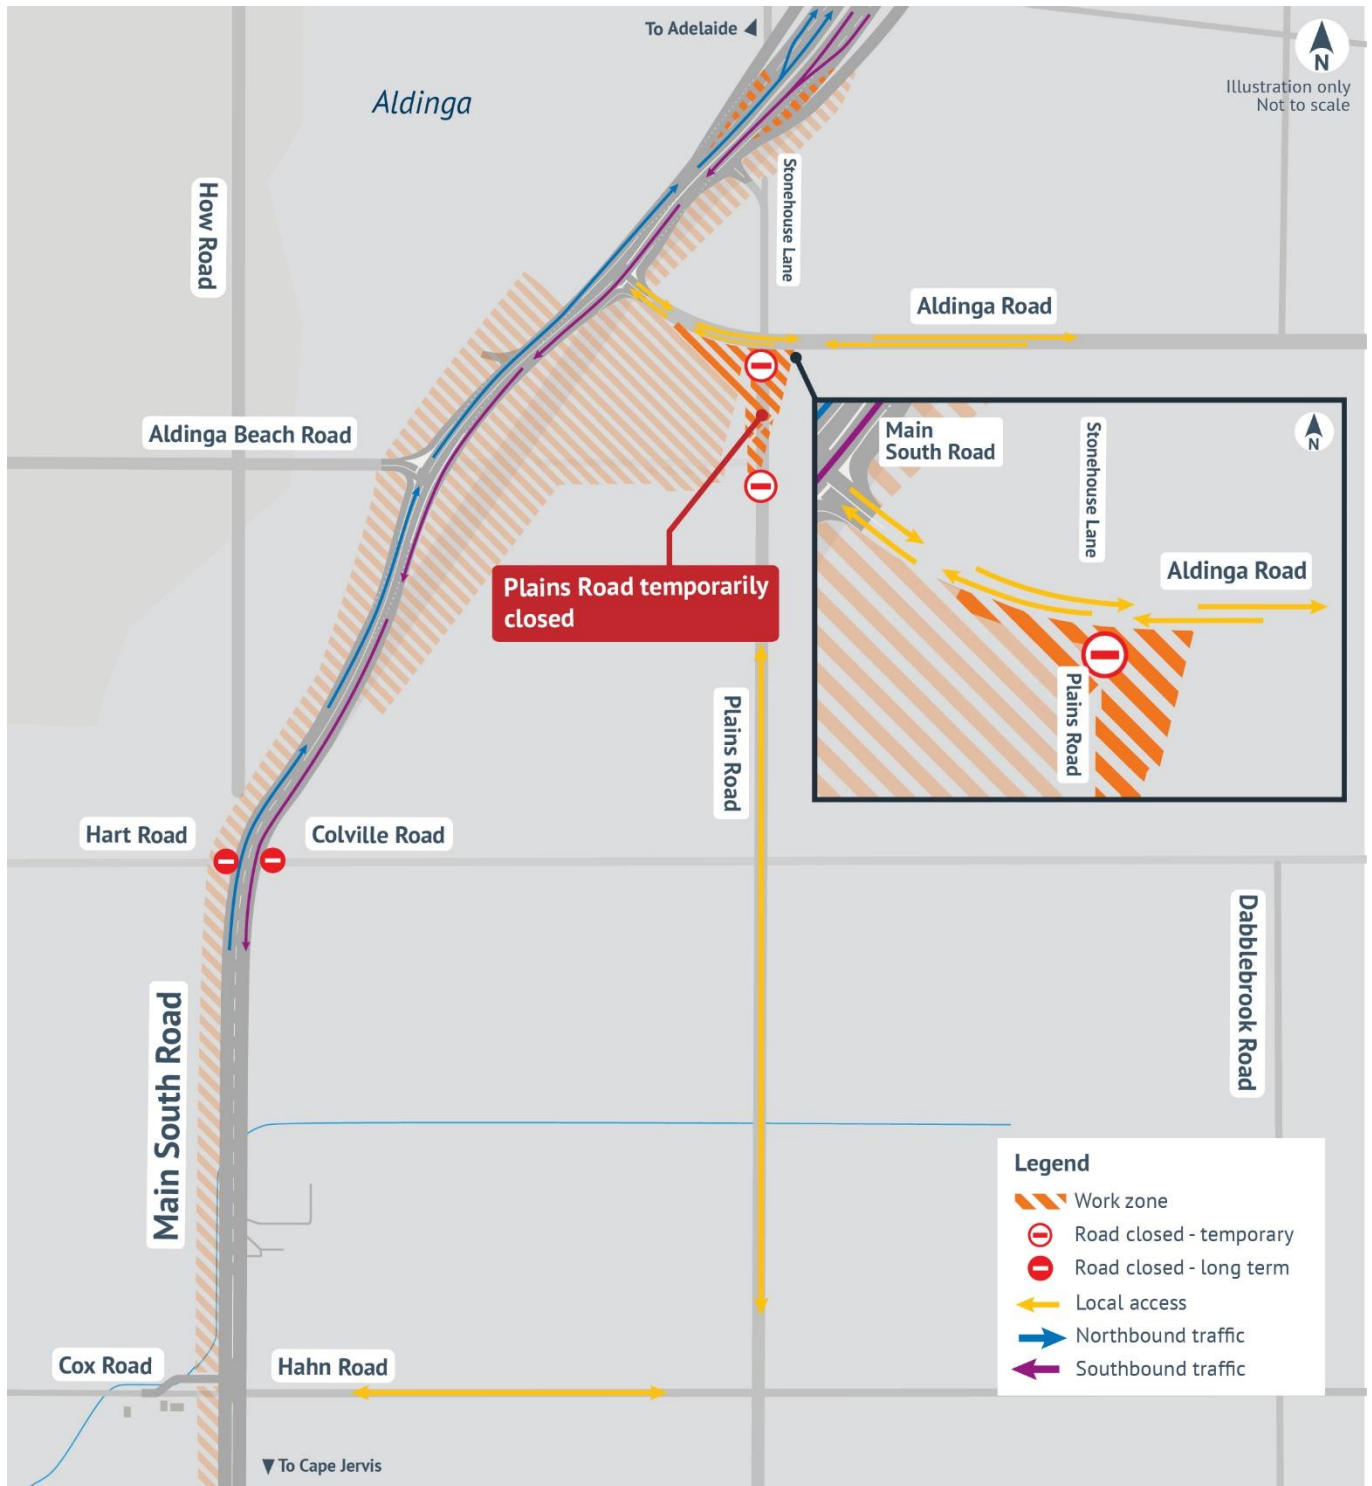 To Adelaide
N
Illustration only
Not to scale
Aldinga
How Road
Stonehouse Lane
Aldinga Road
Aldinga Beach Road
Main
South Road
Stonehouse Lane
N
Aldinga Road
Plains Road
Plains Road temporarily
closed
Plains Road
Hart Road
Colville Road
Dabblebrook Road
Main South Road
Legend
Work zone
Road closed - temporary
Road closed - long term
Local access
Northbound traffic
Southbound traffic
Cox Road
Hahn Road
To Cape Jervis